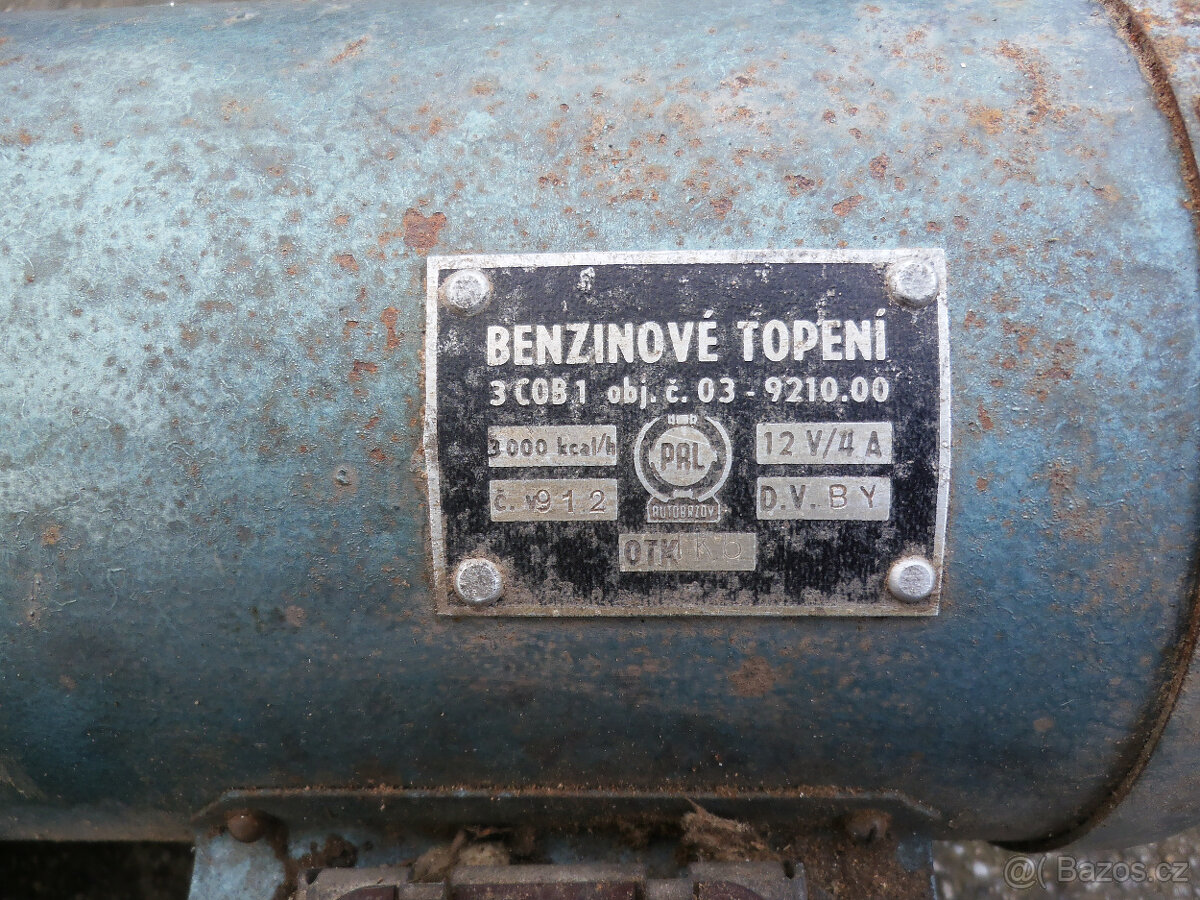 BENZINOVÉ TOPENÍ
3 COB 1 obj. č. 03 - 9210.00
3000 kcal/h PAL 12 V/4 A
č. v. 912 AUTOBRZDY D.V. BY
OTK
@( Bazos.cz